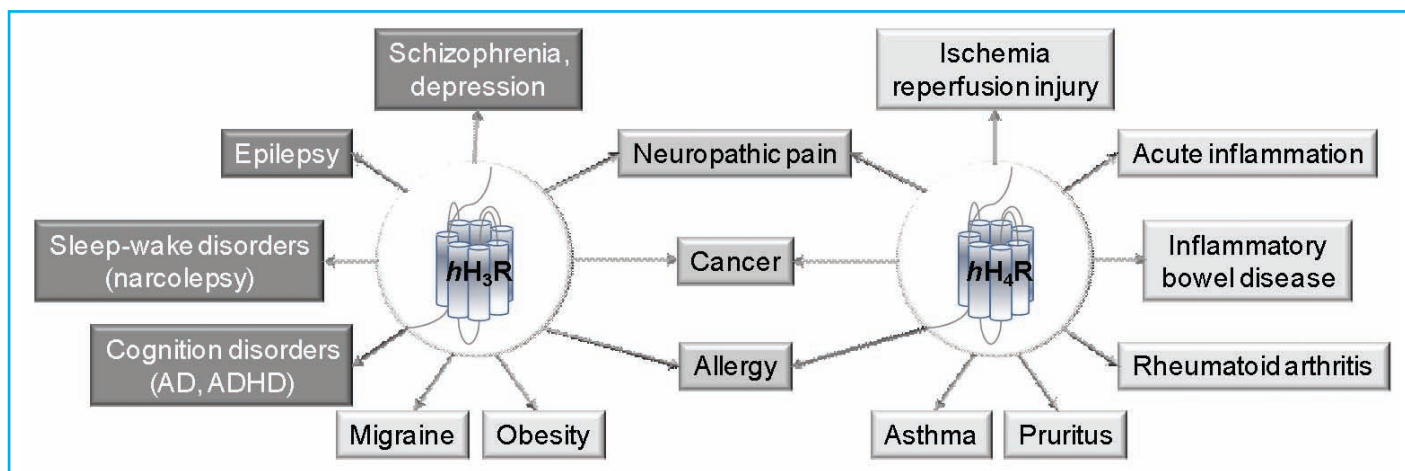 Schizophrenia,
depression
Ischemia
reperfusion injury
Epilepsy
Neuropathic pain
Acute inflammation
Sleep-wake disorders
(narcolepsy)
hH₃R
Cancer
hH₄R
Inflammatory
bowel disease
Cognition disorders
(AD, ADHD)
Allergy
Rheumatoid arthritis
Migraine
Obesity
Asthma
Pruritus